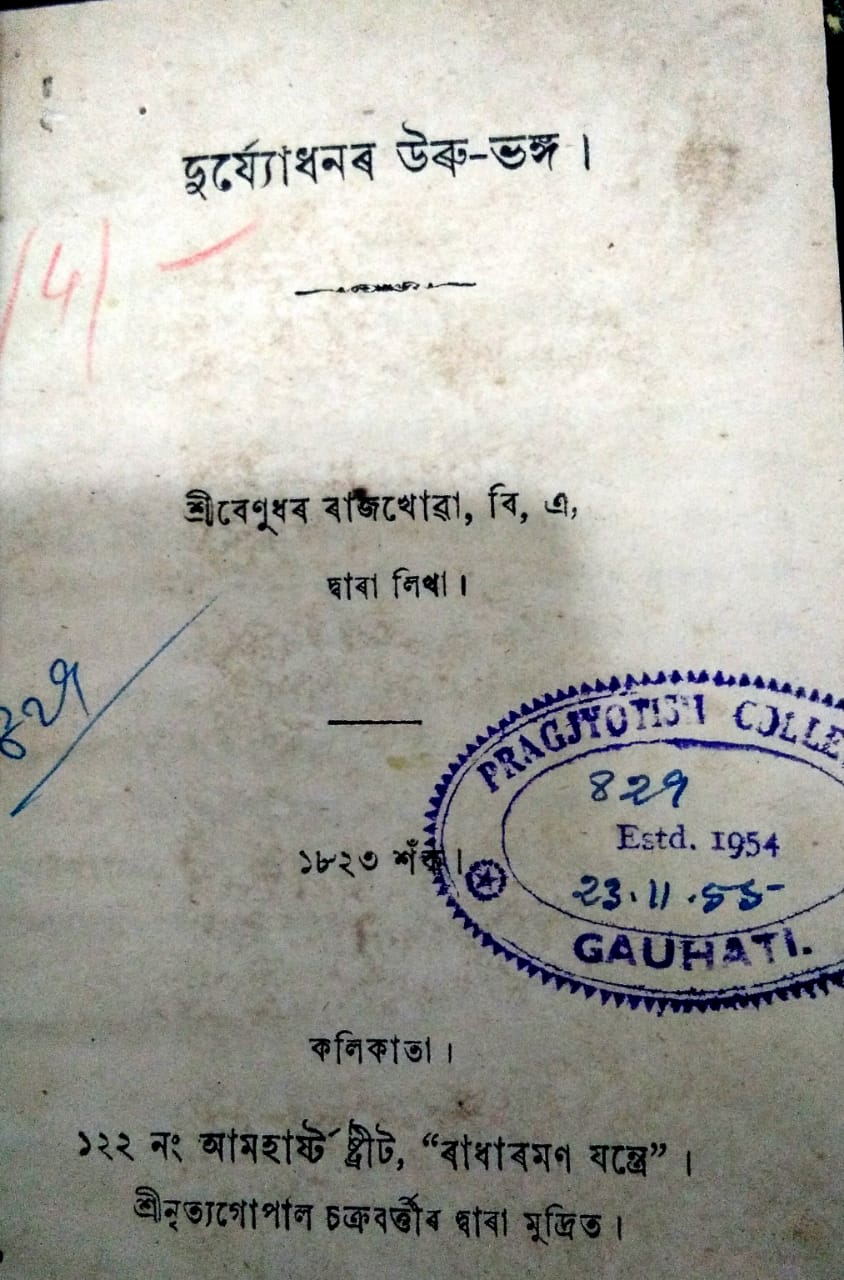 দুৰ্য্যোধনৰ উৰু-ভঙ্গ।
শ্ৰীবেণুধৰ ৰাজখোৱা, বি, এ,
দ্বাৰা লিখা।
PRAGJYOTISH COLLE
829
Estd. 1954
23.11.55
GAUHATI.
১৮২৩ শঁক।
কলিকাতা।
১২২ নং আমহাৰ্ষ্ট ষ্ট্ৰীট, “ৰাধাৰমণ যন্ত্ৰে”।
শ্ৰীনৃত্যগোপাল চক্ৰবৰ্ত্তীৰ দ্বাৰা মুদ্ৰিত।